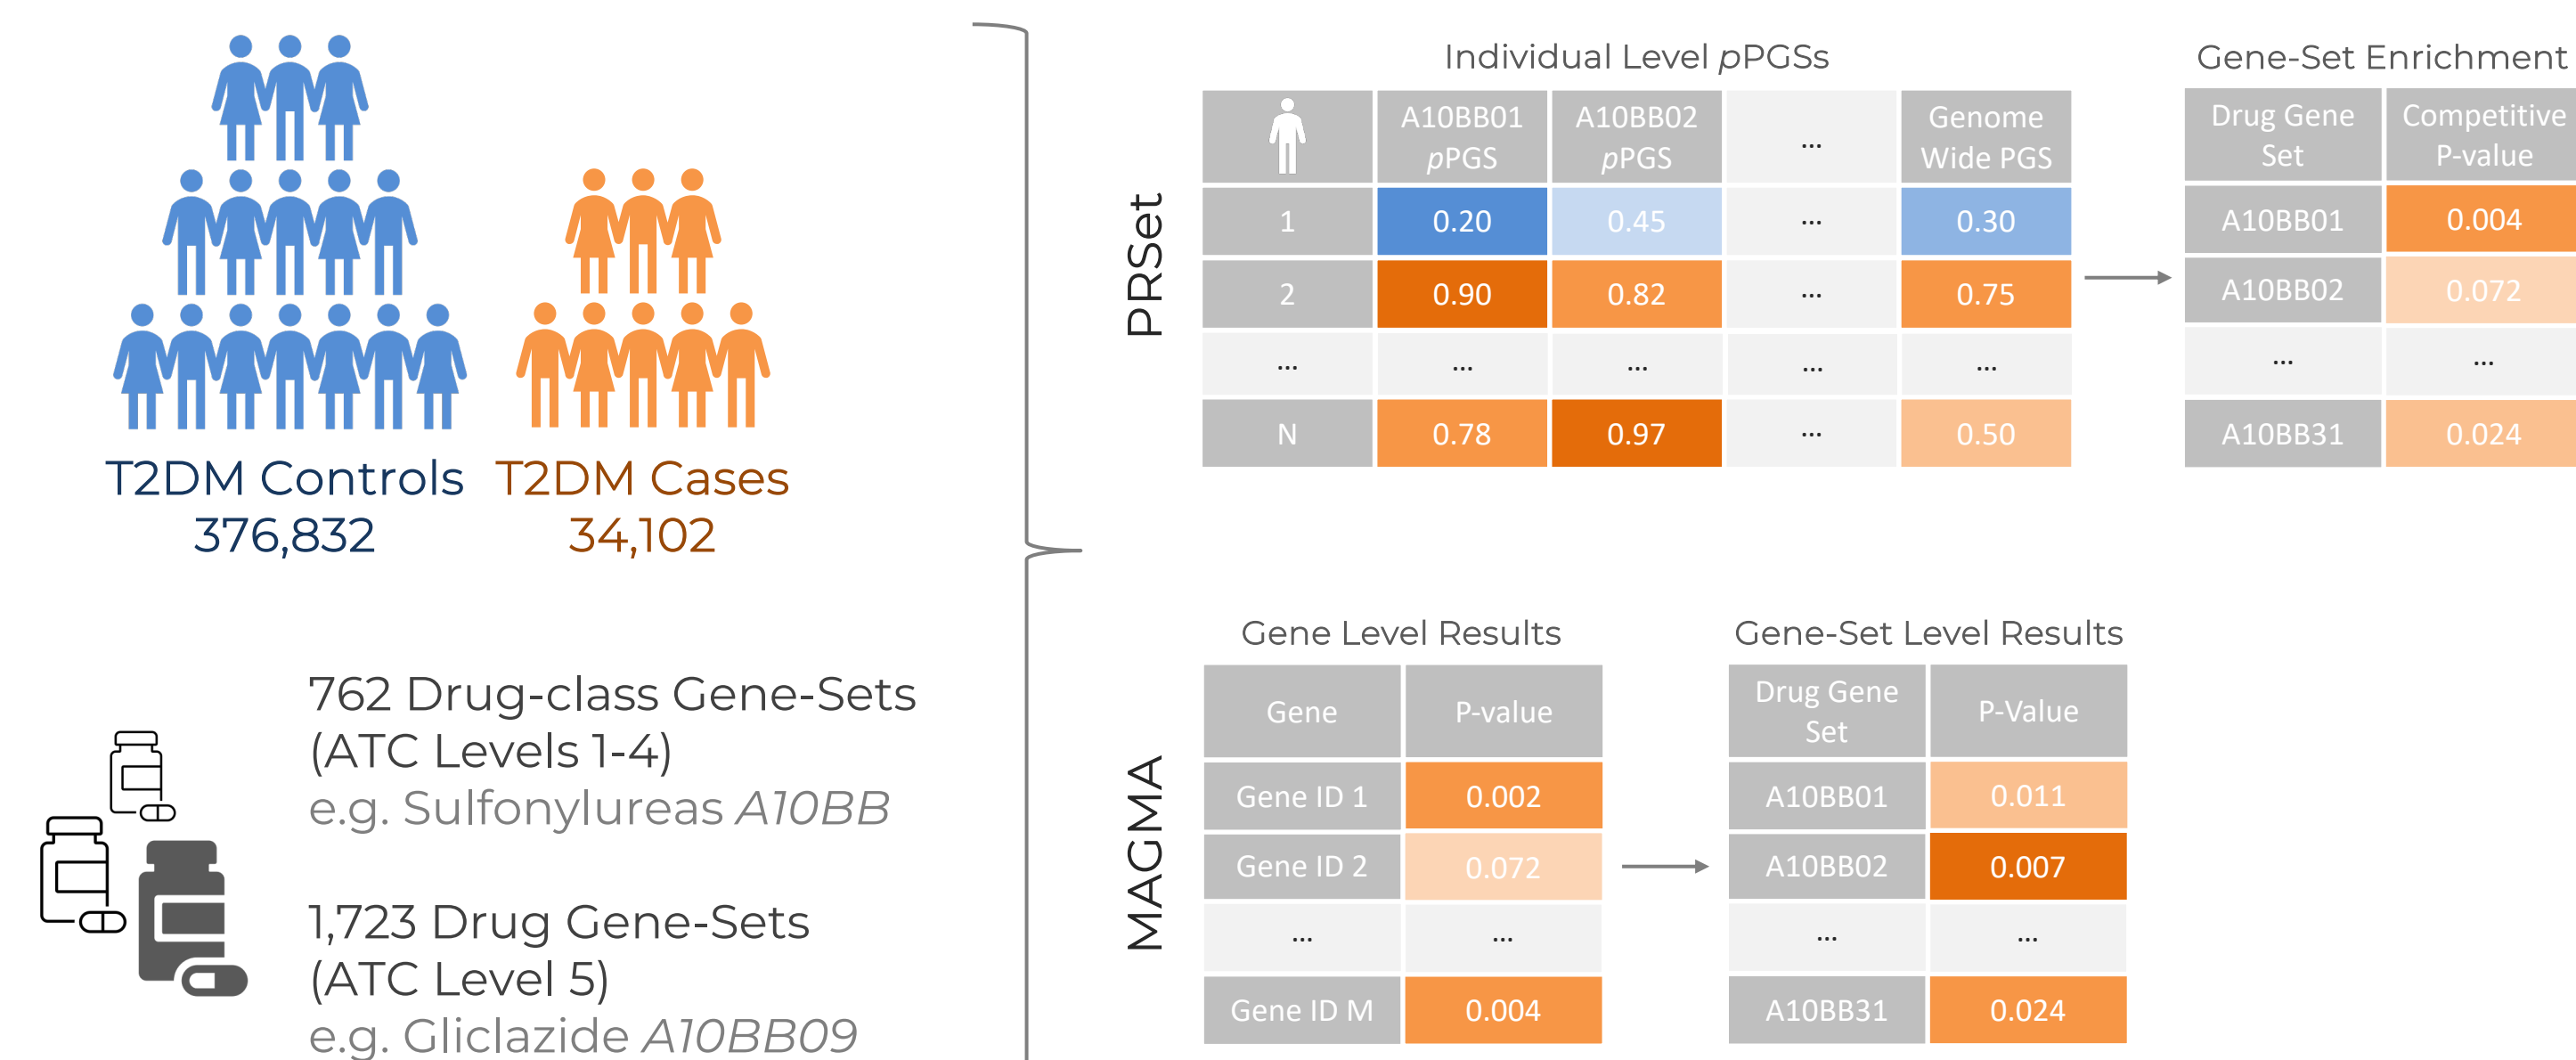 T2DM Controls
376,832
T2DM Cases
34,102
762 Drug-class Gene-Sets
(ATC Levels 1-4)
e.g. Sulfonylureas A10BB
1,723 Drug Gene-Sets
(ATC Level 5)
e.g. Gliclazide A10BB09
PRSet
Individual Level pPGSs
A10BB01 pPGS A10BB02 pPGS ... Genome Wide PGS
1 0.20 0.45 ... 0.30
2 0.90 0.82 ... 0.75
... ... ... ... ...
N 0.78 0.97 ... 0.50
Gene-Set Enrichment
Drug Gene Set Competitive P-value
A10BB01 0.004
A10BB02 0.072
... ...
A10BB31 0.024
MAGMA
Gene Level Results
Gene P-value
Gene ID 1 0.002
Gene ID 2 0.072
... ...
Gene ID M 0.004
Gene-Set Level Results
Drug Gene Set P-Value
A10BB01 0.011
A10BB02 0.007
... ...
A10BB31 0.024